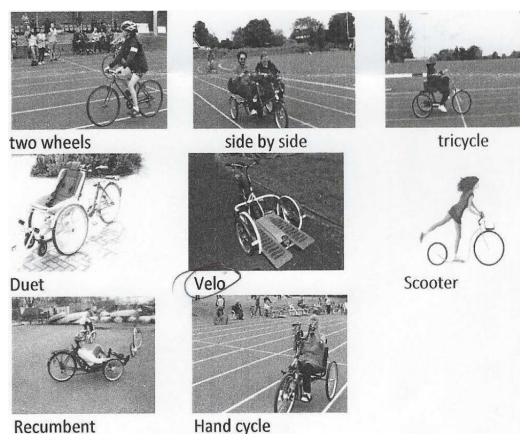 two wheels
side by side
tricycle
Duet
Velo
Scooter
Recumbent
Hand cycle